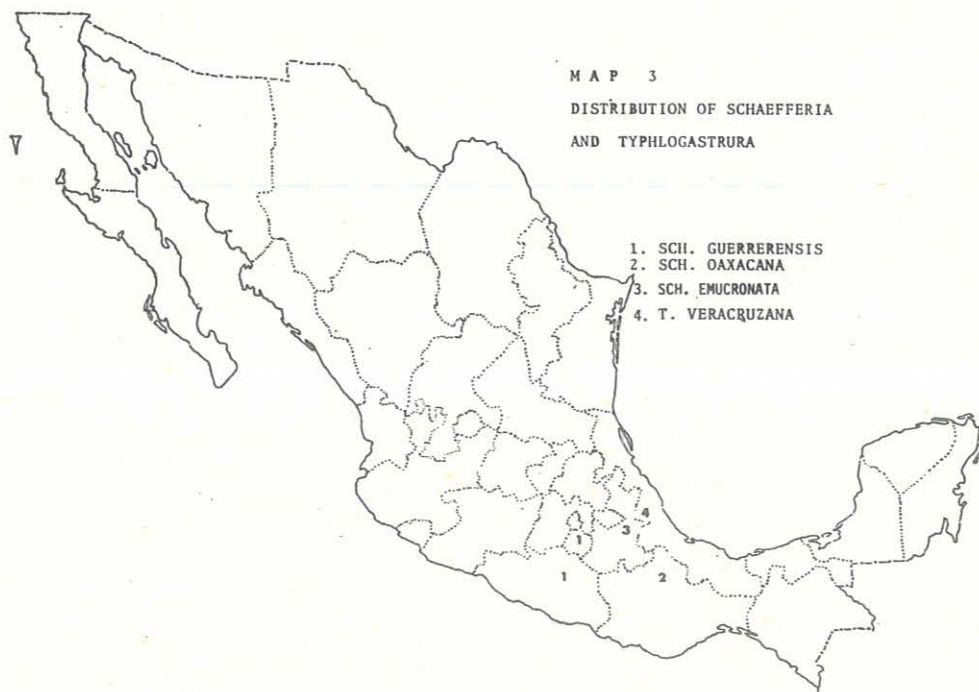 MAP 3
DISTRIBUTION OF SCHAEFFERIA
AND TYPHLOGASTRURA
1. SCH. GUERRERENSIS
2. SCH. OAXACANA
3. SCH. EMUCRONATA
4. T. VERACRUZANA
4
3
1
1
2